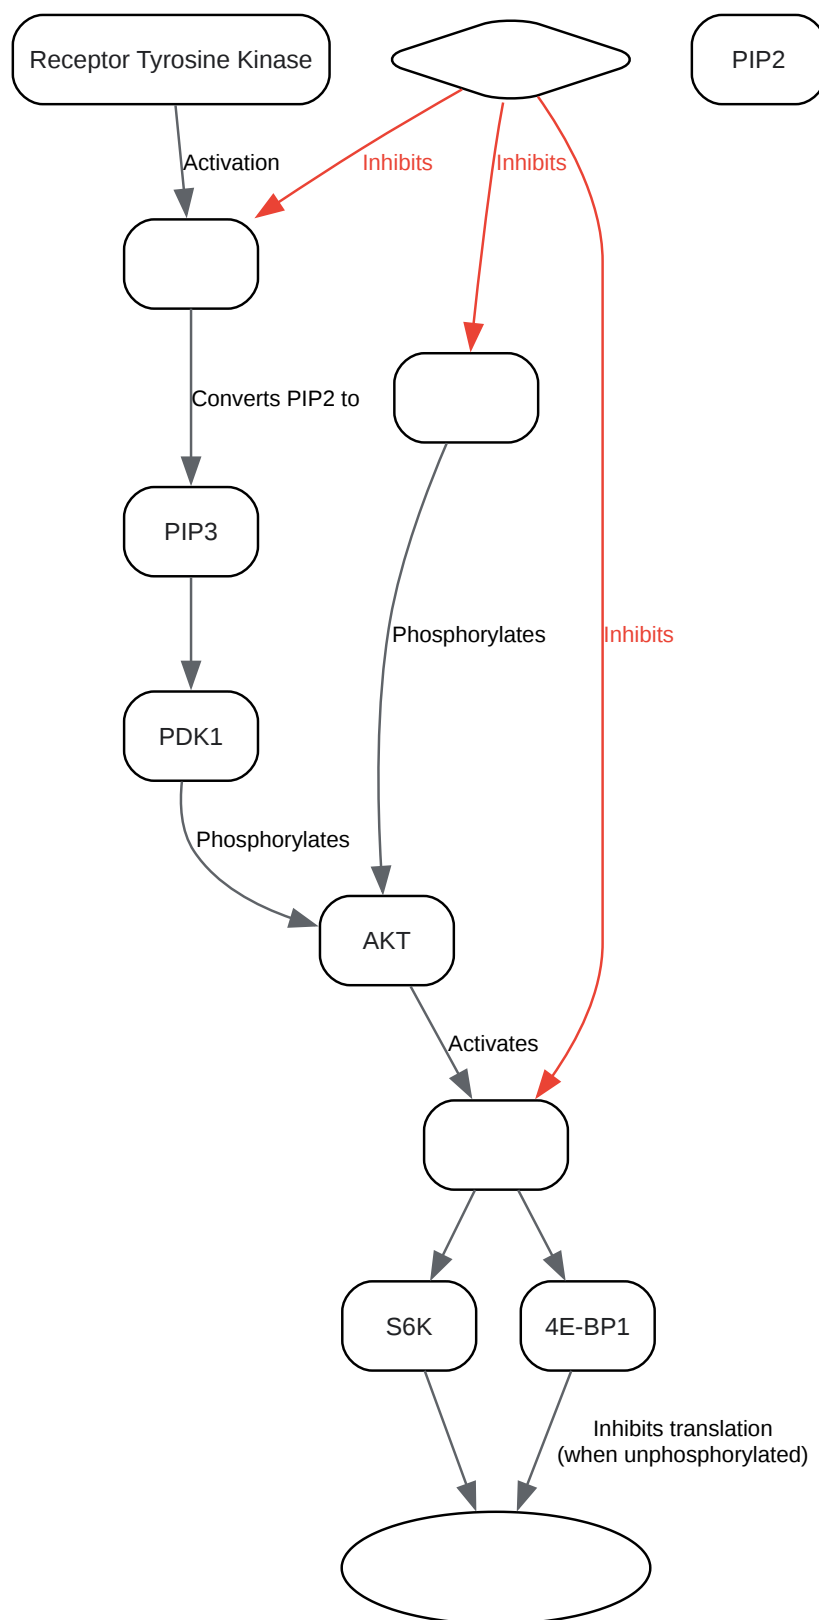 Receptor Tyrosine Kinase
PIP2
Activation
Inhibits
Inhibits
Converts PIP2 to
PIP3
Phosphorylates
Inhibits
PDK1
Phosphorylates
AKT
Activates
S6K
4E-BP1
Inhibits translation
(when unphosphorylated)